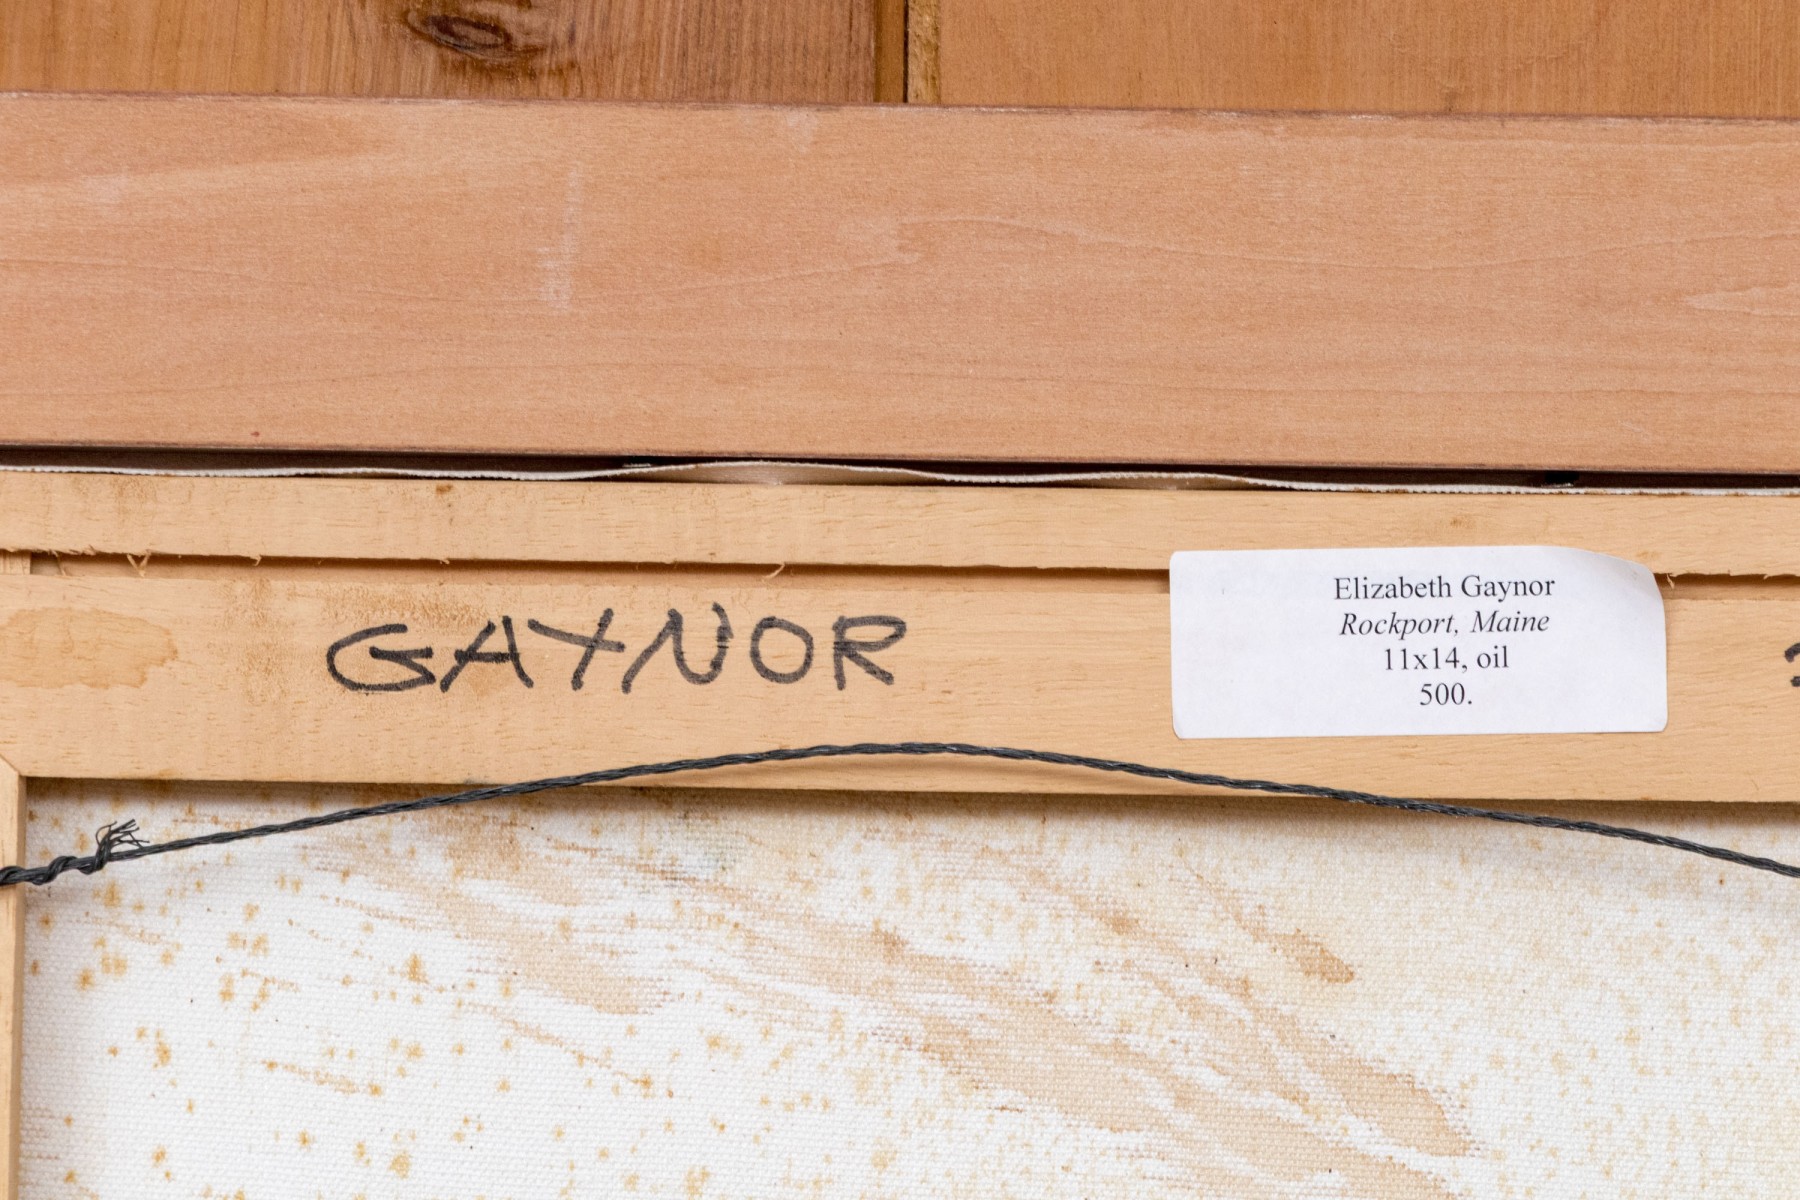 GAYNOR
Elizabeth Gaynor
Rockport, Maine
11x14, oil
500.